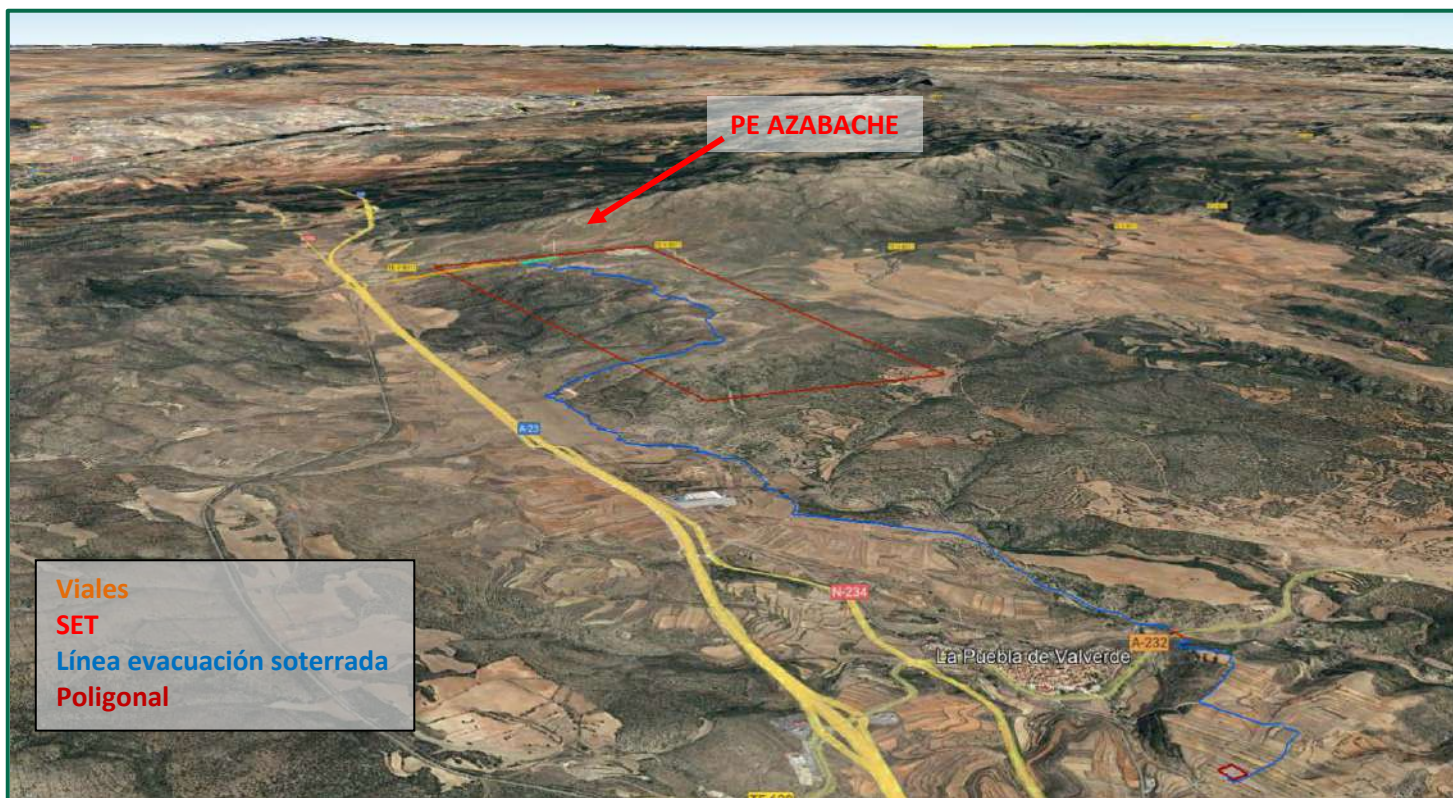 PE AZABACHE
A-23
N-234
A-232
La Puebla de Valverde
Viales
SET
Línea evacuación soterrada
Poligonal